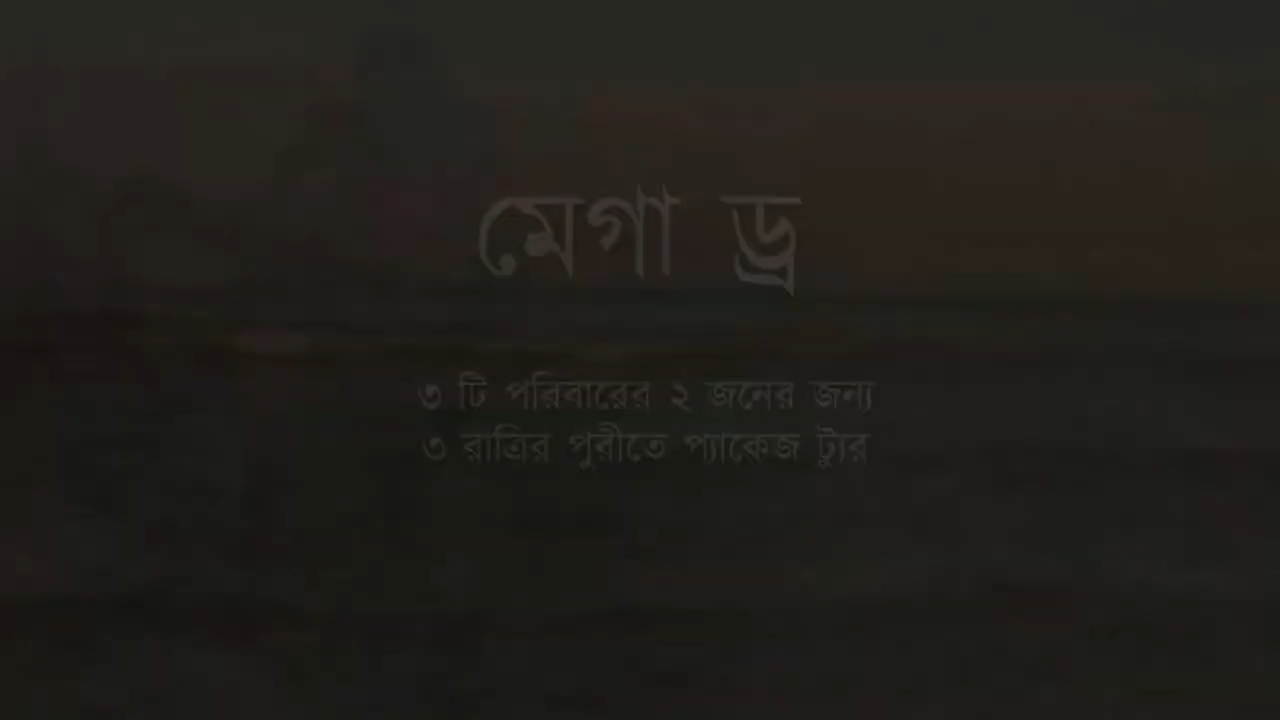 মেগা ড্র
৩ টি পরিবারের ২ জনের জন্য
৩ রাত্রির পুরীতে প্যাকেজ ট্যুর